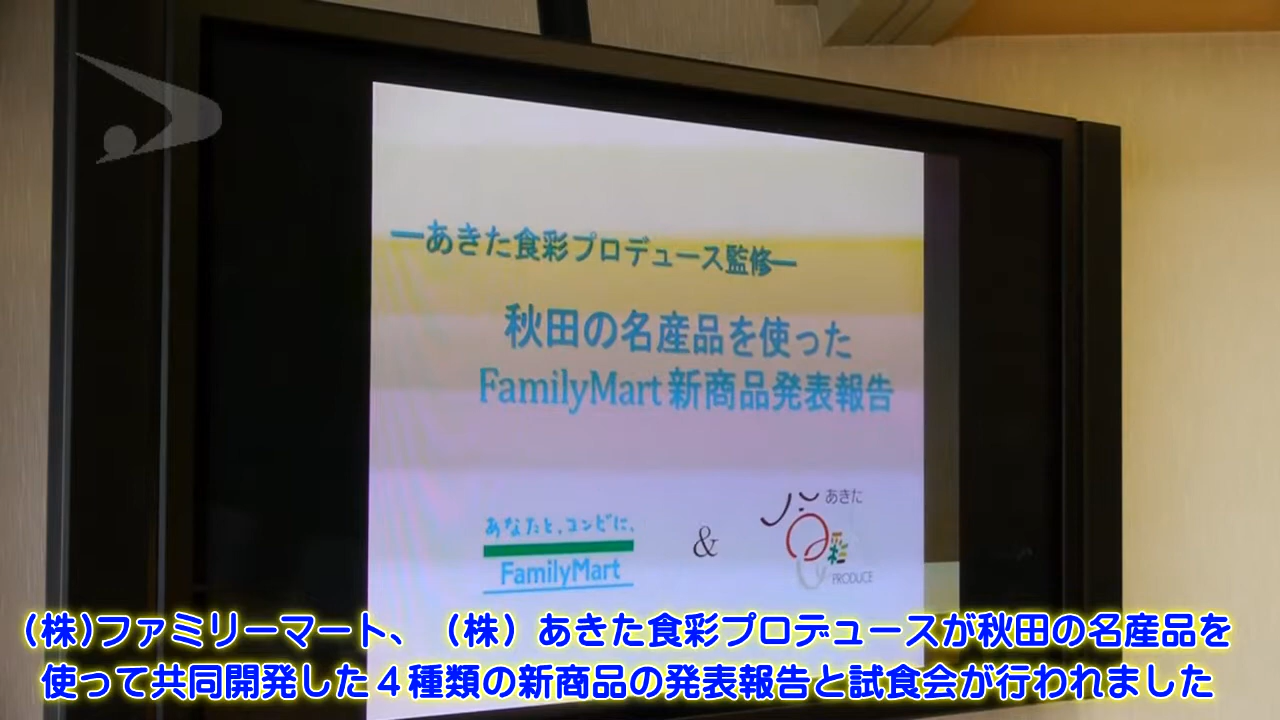 ーあきた食彩プロデュース監修ー
秋田の名産品を使った
FamilyMart 新商品発表報告
あなたと、コンビに、
FamilyMart
&
あきた
食彩
PRODUCE
(株)ファミリーマート、（株）あきた食彩プロデュースが秋田の名産品を
使って共同開発した４種類の新商品の発表報告と試食会が行われました